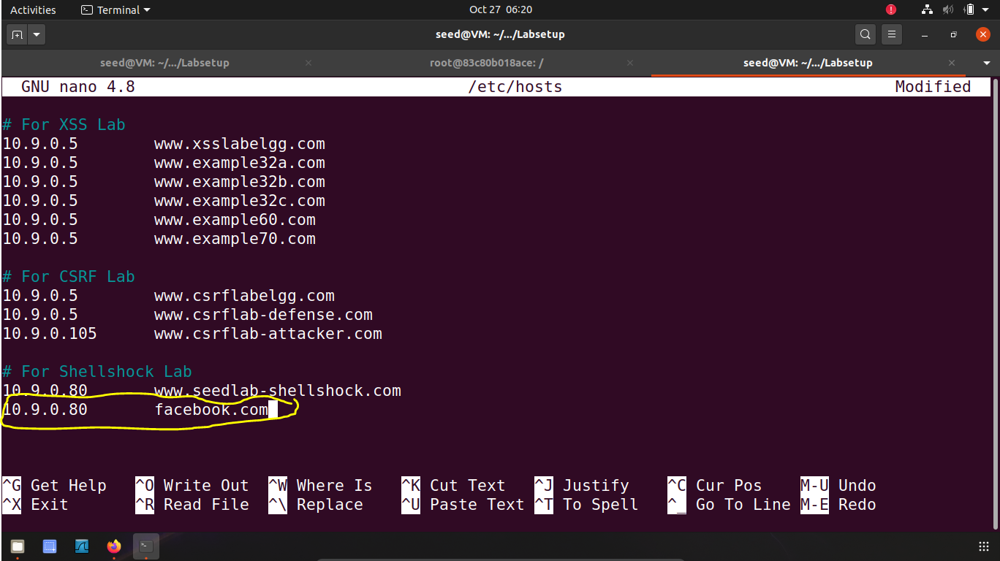 Activities Terminal Oct 27 06:20
seed@VM: ~/.../Labsetup
seed@VM: ~/.../Labsetup root@83c80b018ace: / seed@VM: ~/.../Labsetup
GNU nano 4.8 /etc/hosts Modified
# For XSS Lab
10.9.0.5 www.xsslabelgg.com
10.9.0.5 www.example32a.com
10.9.0.5 www.example32b.com
10.9.0.5 www.example32c.com
10.9.0.5 www.example60.com
10.9.0.5 www.example70.com
# For CSRF Lab
10.9.0.5 www.csrflabelgg.com
10.9.0.5 www.csrflab-defense.com
10.9.0.105 www.csrflab-attacker.com
# For Shellshock Lab
10.9.0.80 www.seedlab-shellshock.com
10.9.0.80 facebook.com
^G Get Help ^O Write Out ^W Where Is ^K Cut Text ^J Justify ^C Cur Pos M-U Undo
^X Exit ^R Read File ^\ Replace ^U Paste Text ^T To Spell ^_ Go To Line M-E Redo